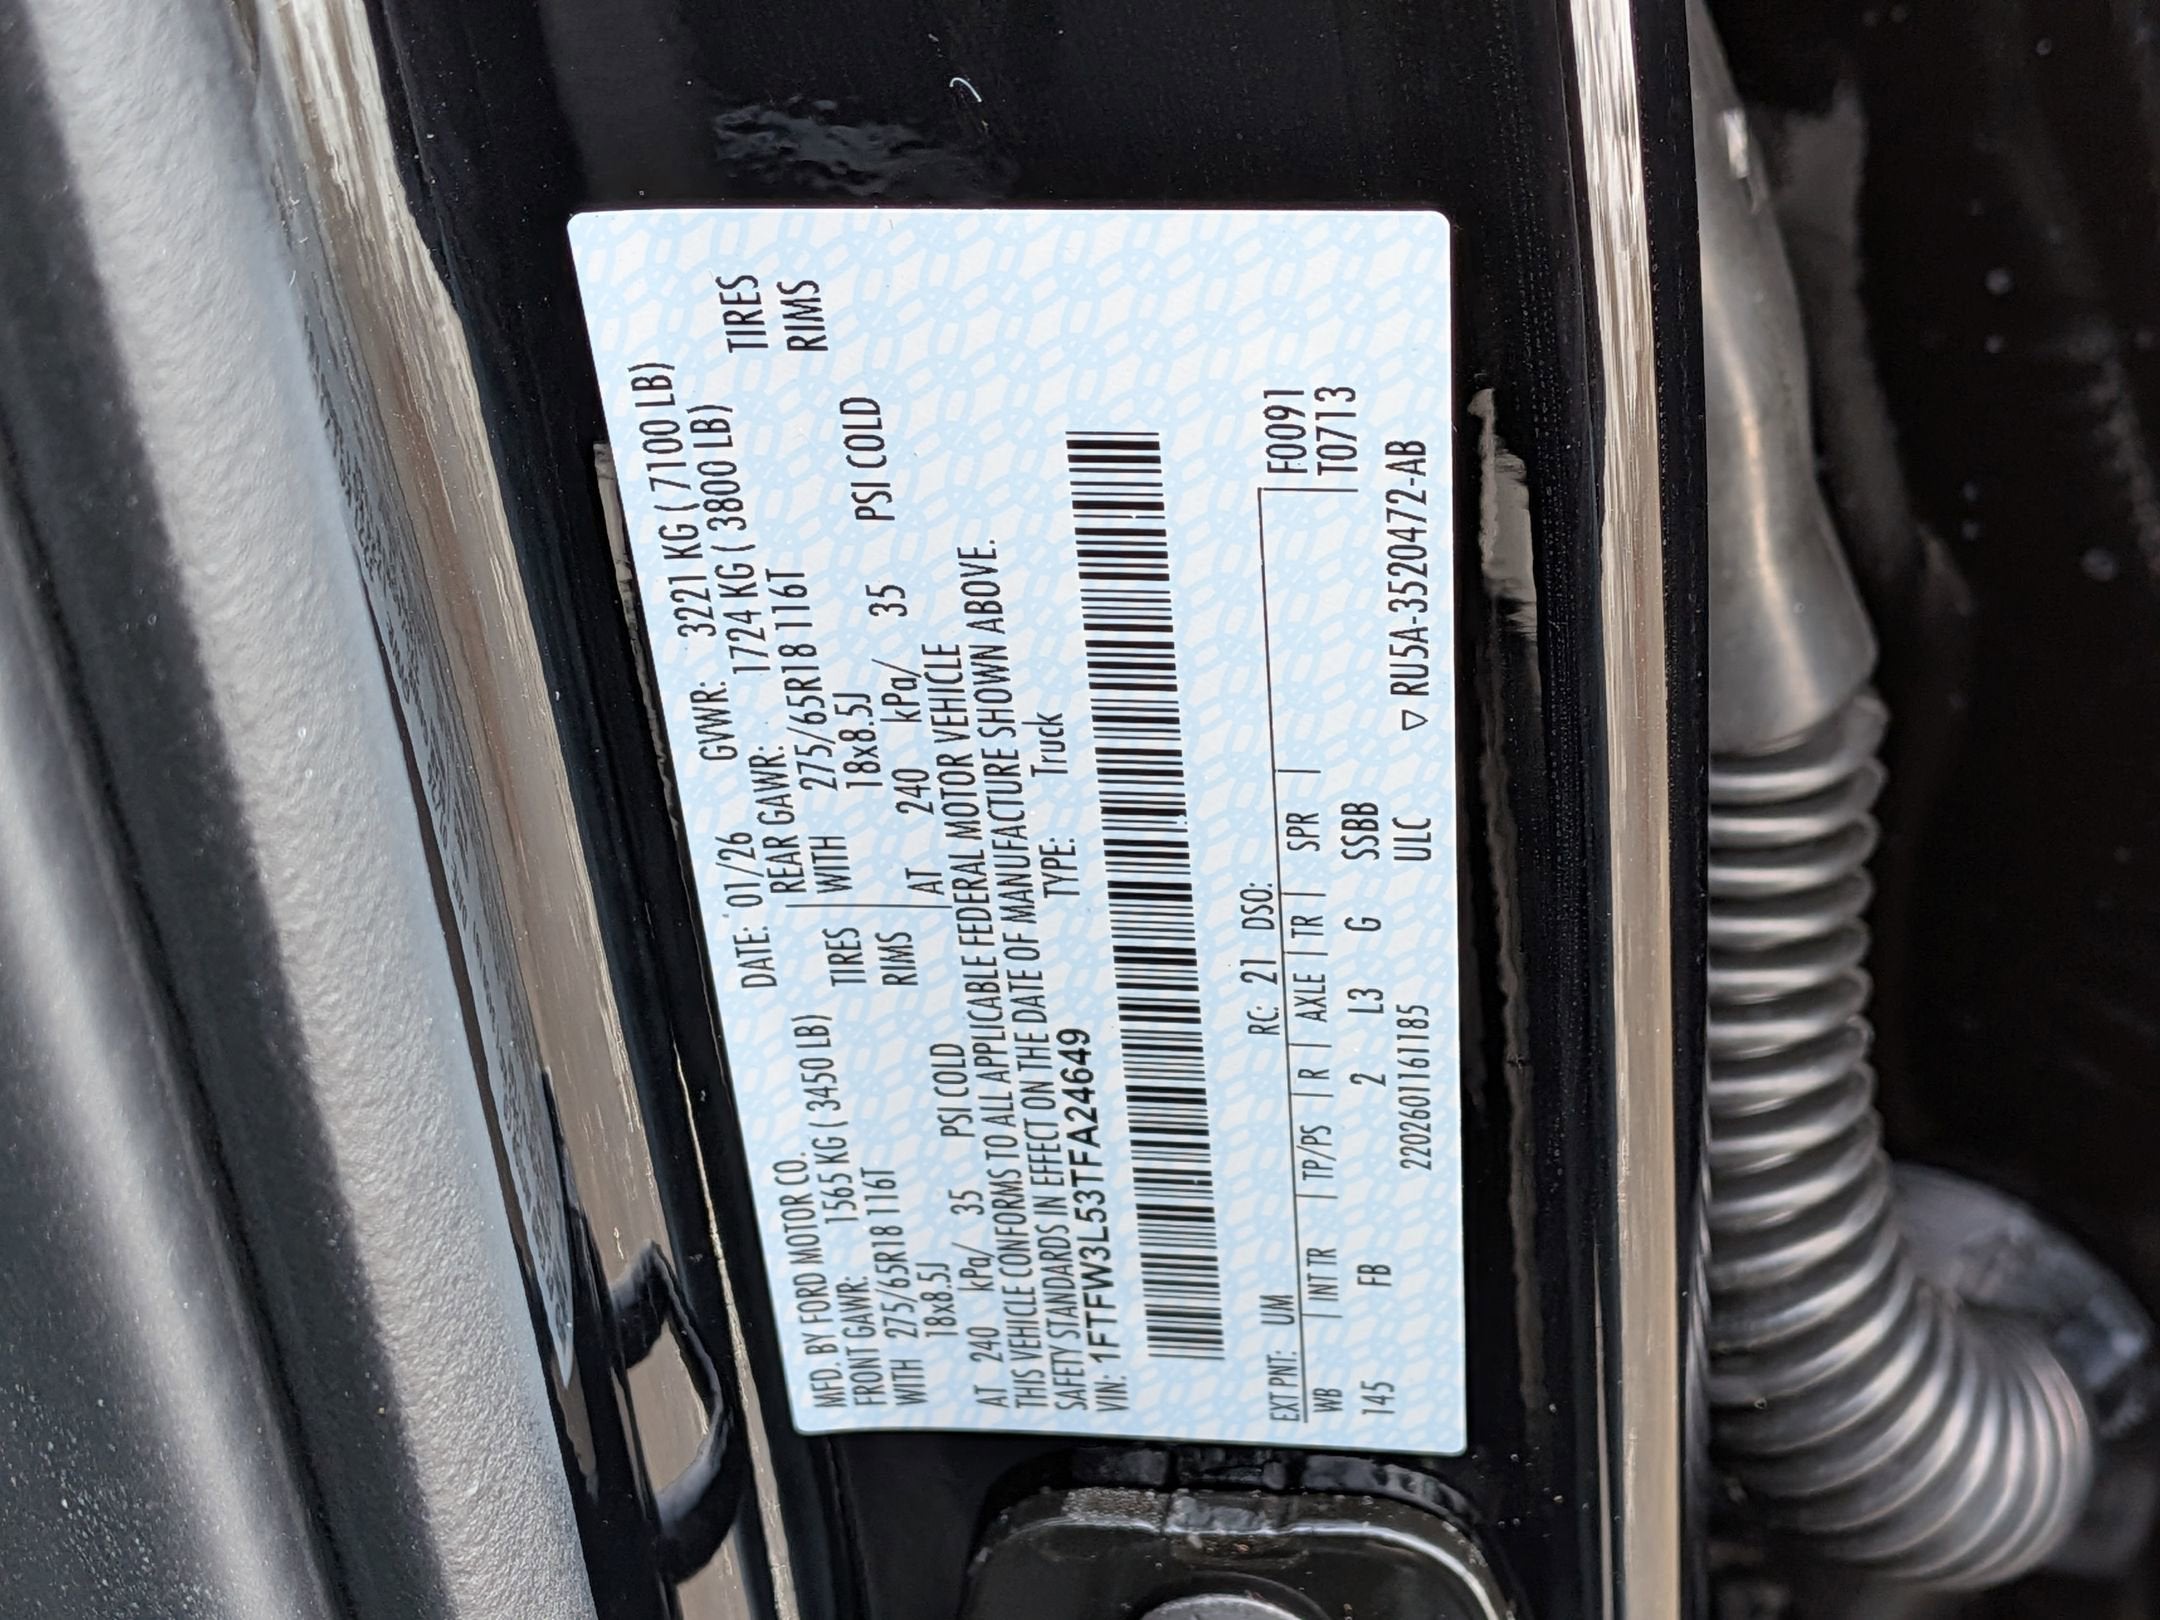 MFD. BY FORD MOTOR CO. DATE: 01/26 GVWR: 3221 KG ( 7100 LB)
FRONT GAWR: 1565 KG ( 3450 LB) REAR GAWR: 1724 KG ( 3800 LB)
WITH 275/65R18 116T TIRES WITH 275/65R18 116T TIRES
18x8.5J RIMS 18x8.5J RIMS
AT 240 kPa/ 35 PSI COLD AT 240 kPa/ 35 PSI COLD
THIS VEHICLE CONFORMS TO ALL APPLICABLE FEDERAL MOTOR VEHICLE
SAFETY STANDARDS IN EFFECT ON THE DATE OF MANUFACTURE SHOWN ABOVE.
VIN: 1FTFW3L53TFA24649 TYPE: Truck
EXT PNT: UM RC: 21 DSO: F0091
WB | INT TR | TP/PS | R | AXLE | TR | SPR | T0713
145 FB 2 L3 G SSBB
2202601161185 ULC ▽ RU5A-3520472-AB